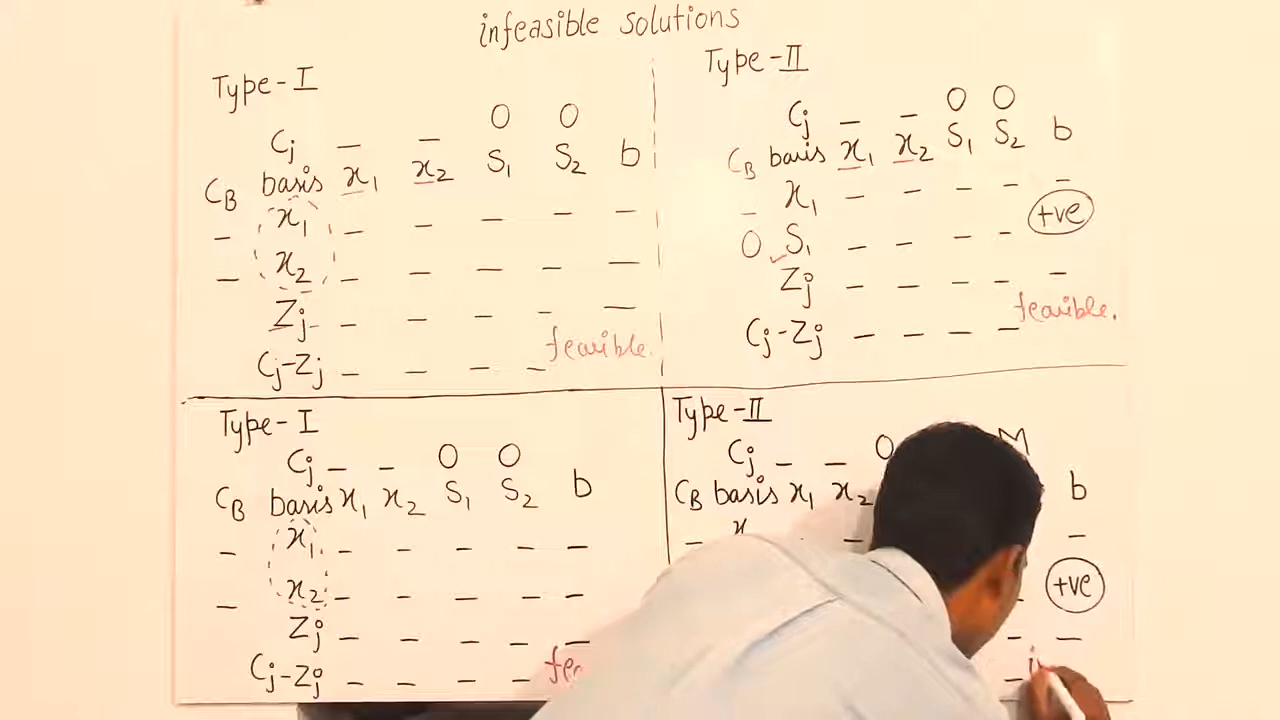 infeasible solutions
Type-I
Cj — — 0 0
CB basis x1 x2 S1 S2 b
— x1 — — — — —
— x2 — — — — —
Zj — — — — —
Cj-Zj — — — —
feasible.
Type-II
Cj — — 0 0
CB basis x1 x2 S1 S2 b
— x1 — — — — —
0 S1 — — — — +ve
Zj — — — — —
Cj-Zj — — — —
feasible.
Type-I
Cj — — 0 0
CB basis x1 x2 S1 S2 b
— x1 — — — — —
— x2 — — — — —
Zj — — — — —
Cj-Zj — — — —
Type-II
Cj — — 0 M
CB basis x1 x2 b
— x — —
+ve
— —
—